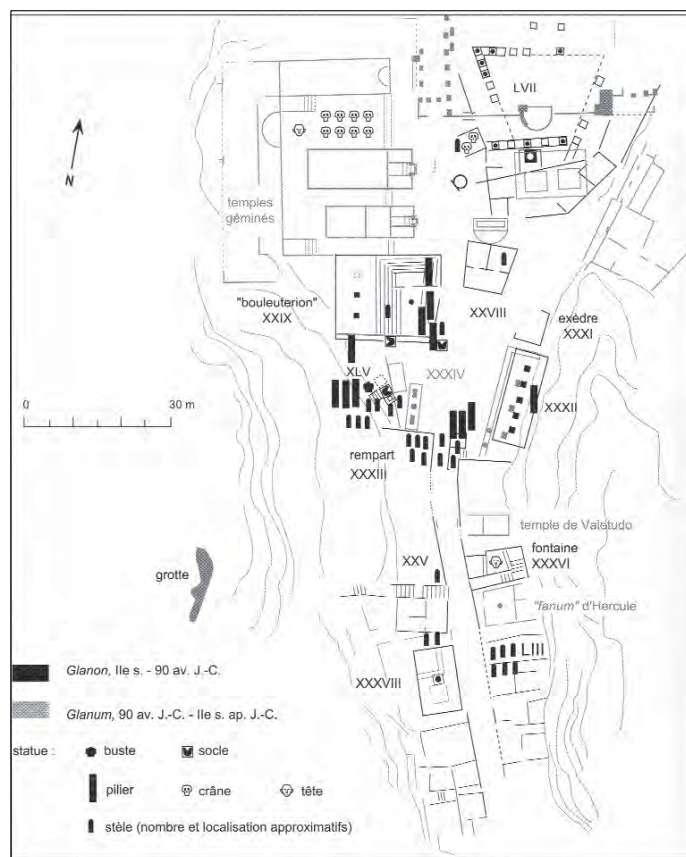 LVII
N
temples
géminés
"bouleuterion"
XXIX
XXVIII
exèdre
XXXI
XLV
XXXIV
XXXII
0
30 m
rempart
XXXIII
temple de Valetudo
XXV
fontaine
XXXVI
grotte
"fanum" d'Hercule
LIII
XXXVIII
Glanon, IIe s. - 90 av. J.-C.
Glanum, 90 av. J.-C. - IIe s. ap. J.-C.
statue :
buste
socle
pilier
crâne
tête
stèle (nombre et localisation approximatifs)